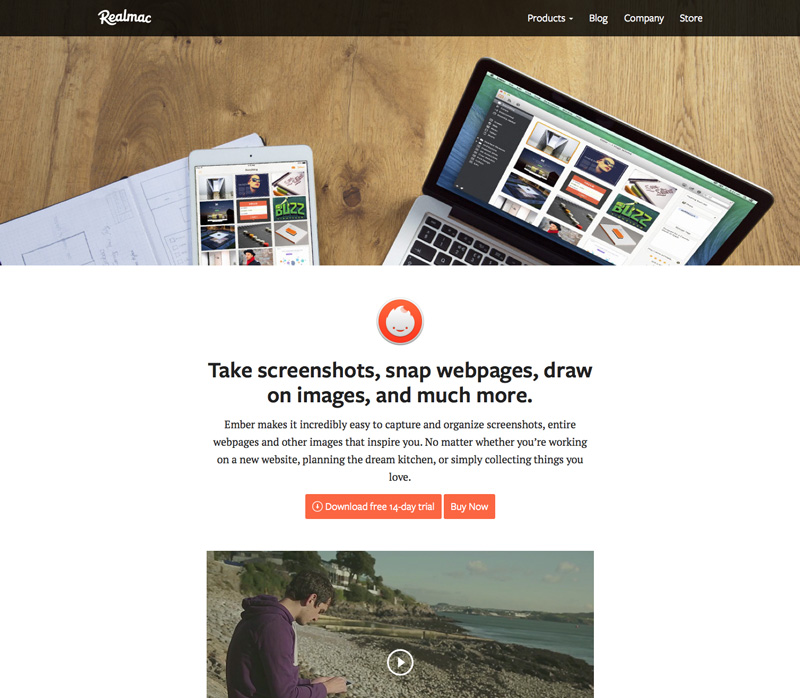 Realmac
Products Blog Company Store
BUZZ
BUZZ
Take screenshots, snap webpages, draw
on images, and much more.
Ember makes it incredibly easy to capture and organize screenshots, entire
webpages and other images that inspire you. No matter whether you're working
on a new website, planning the dream kitchen, or simply collecting things you
love.
Download free 14-day trial Buy Now